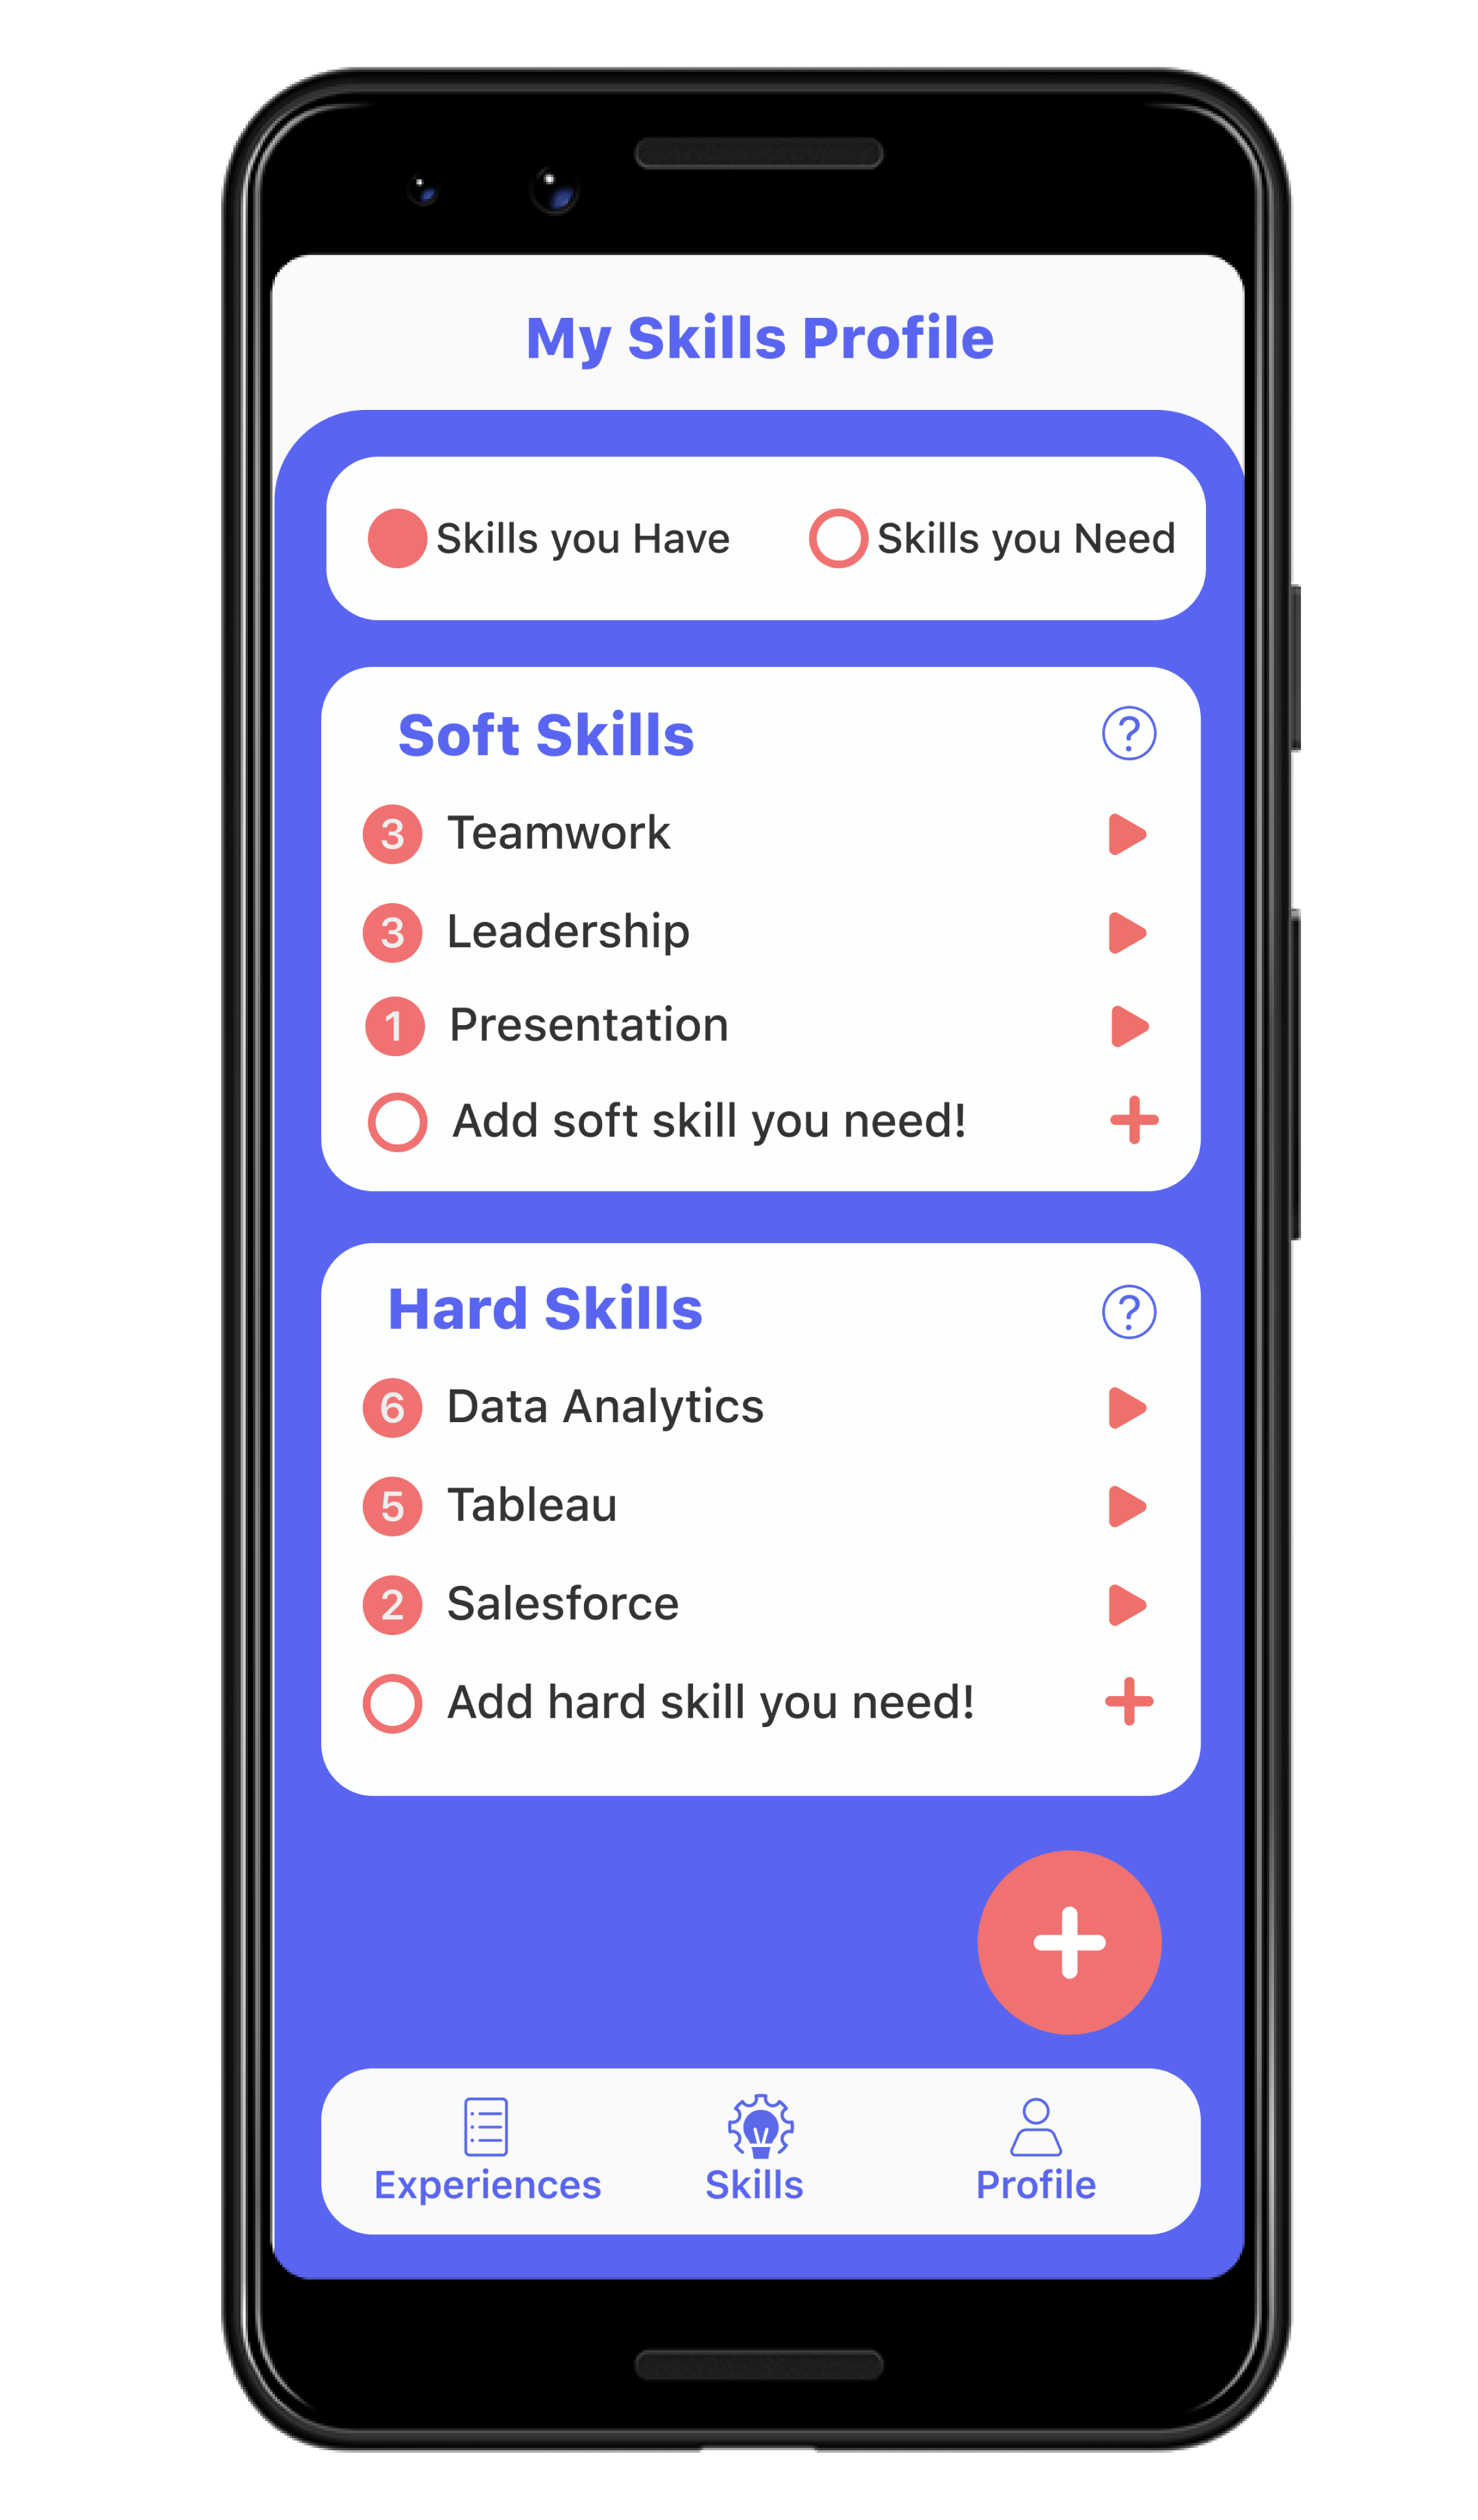 My Skills Profile
Skills you Have Skills you Need
Soft Skills ?
3 Teamwork
3 Leadership
1 Presentation
Add soft skill you need! +
Hard Skills ?
6 Data Analytics
5 Tableau
2 Salesforce
Add hard skill you need! +
+
Experiences Skills Profile